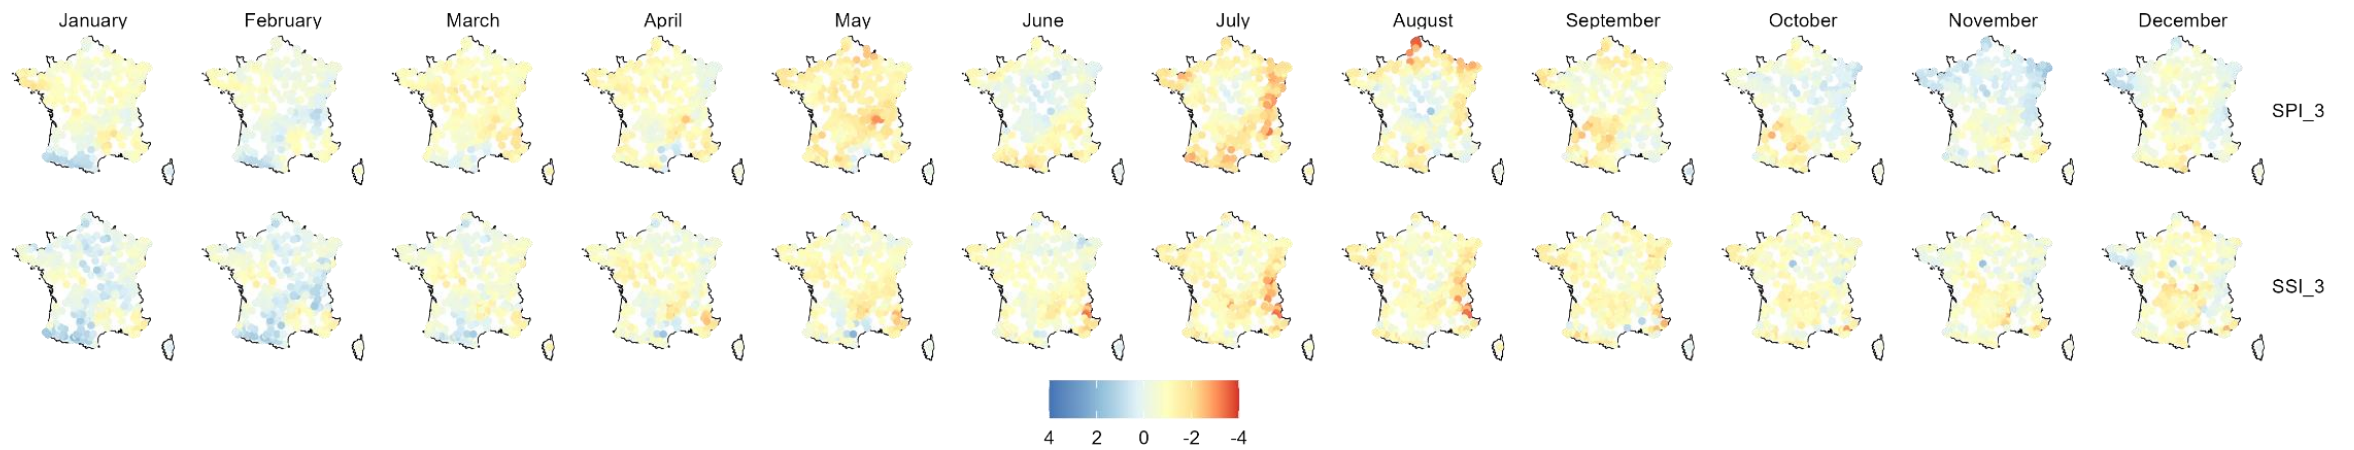 January February March April May June July August September October November December
SPI_3
SSI_3
4 2 0 -2 -4